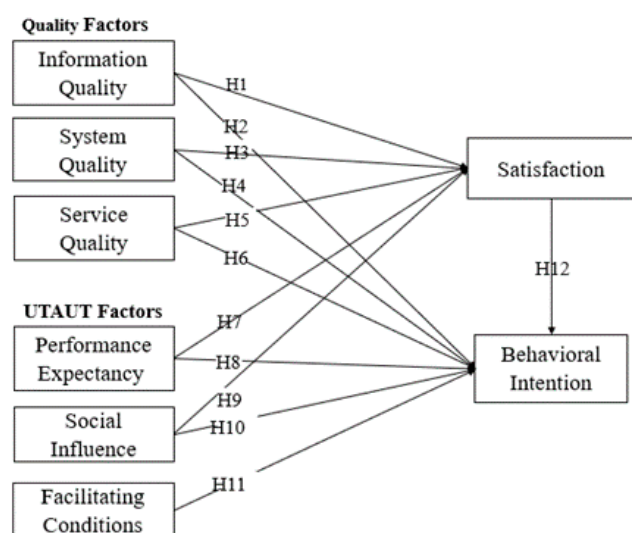 Quality Factors
Information
Quality
System
Quality
Service
Quality
UTAUT Factors
Performance
Expectancy
Social
Influence
Facilitating
Conditions
H1
H2
H3
H4
H5
H6
H7
H8
H9
H10
H11
Satisfaction
H12
Behavioral
Intention